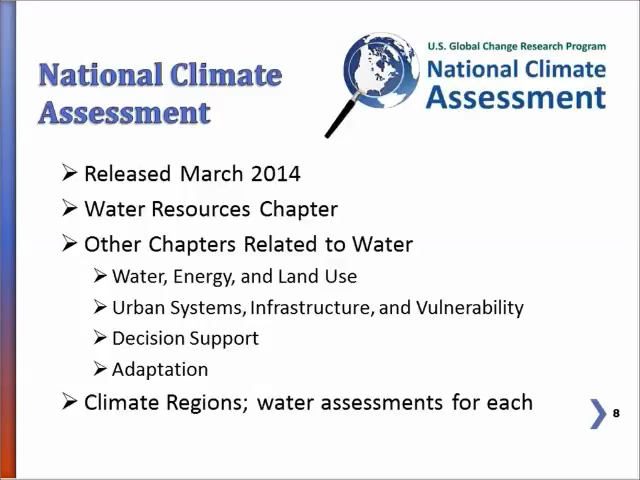 National Climate
Assessment
U.S. Global Change Research Program
National Climate
Assessment
Released March 2014
Water Resources Chapter
Other Chapters Related to Water
Water, Energy, and Land Use
Urban Systems, Infrastructure, and Vulnerability
Decision Support
Adaptation
Climate Regions; water assessments for each
8